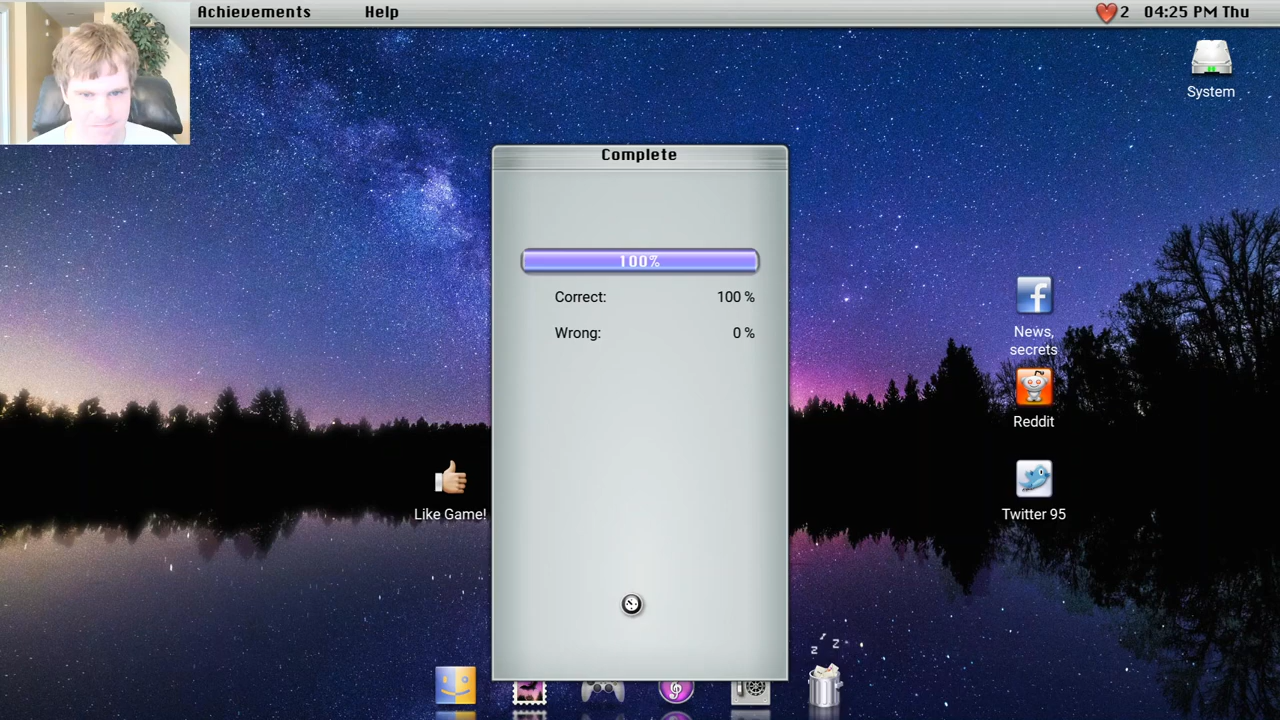 Achievements Help 2 04:25 PM Thu
System
Complete
100%
Correct: 100 %
Wrong: 0 %
News,
secrets
Reddit
Like Game!
Twitter 95
z z